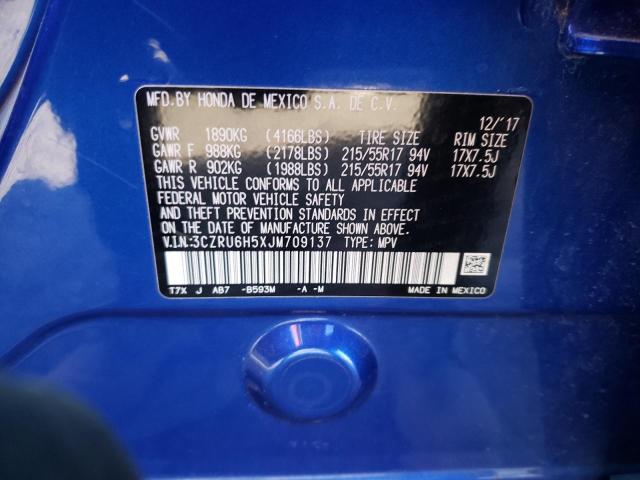 MFD.BY HONDA DE MEXICO S.A. DE C.V.
12/'17
GVWR 1890KG (4166LBS) TIRE SIZE RIM SIZE
GAWR F 988KG (2178LBS) 215/55R17 94V 17X7.5J
GAWR R 902KG (1988LBS) 215/55R17 94V 17X7.5J
THIS VEHICLE CONFORMS TO ALL APPLICABLE
FEDERAL MOTOR VEHICLE SAFETY
AND THEFT PREVENTION STANDARDS IN EFFECT
ON THE DATE OF MANUFACTURE SHOWN ABOVE.
V.I.N:3CZRU6H5XJM709137 TYPE: MPV
T7X J AB7 -B593M -A -M MADE IN MEXICO